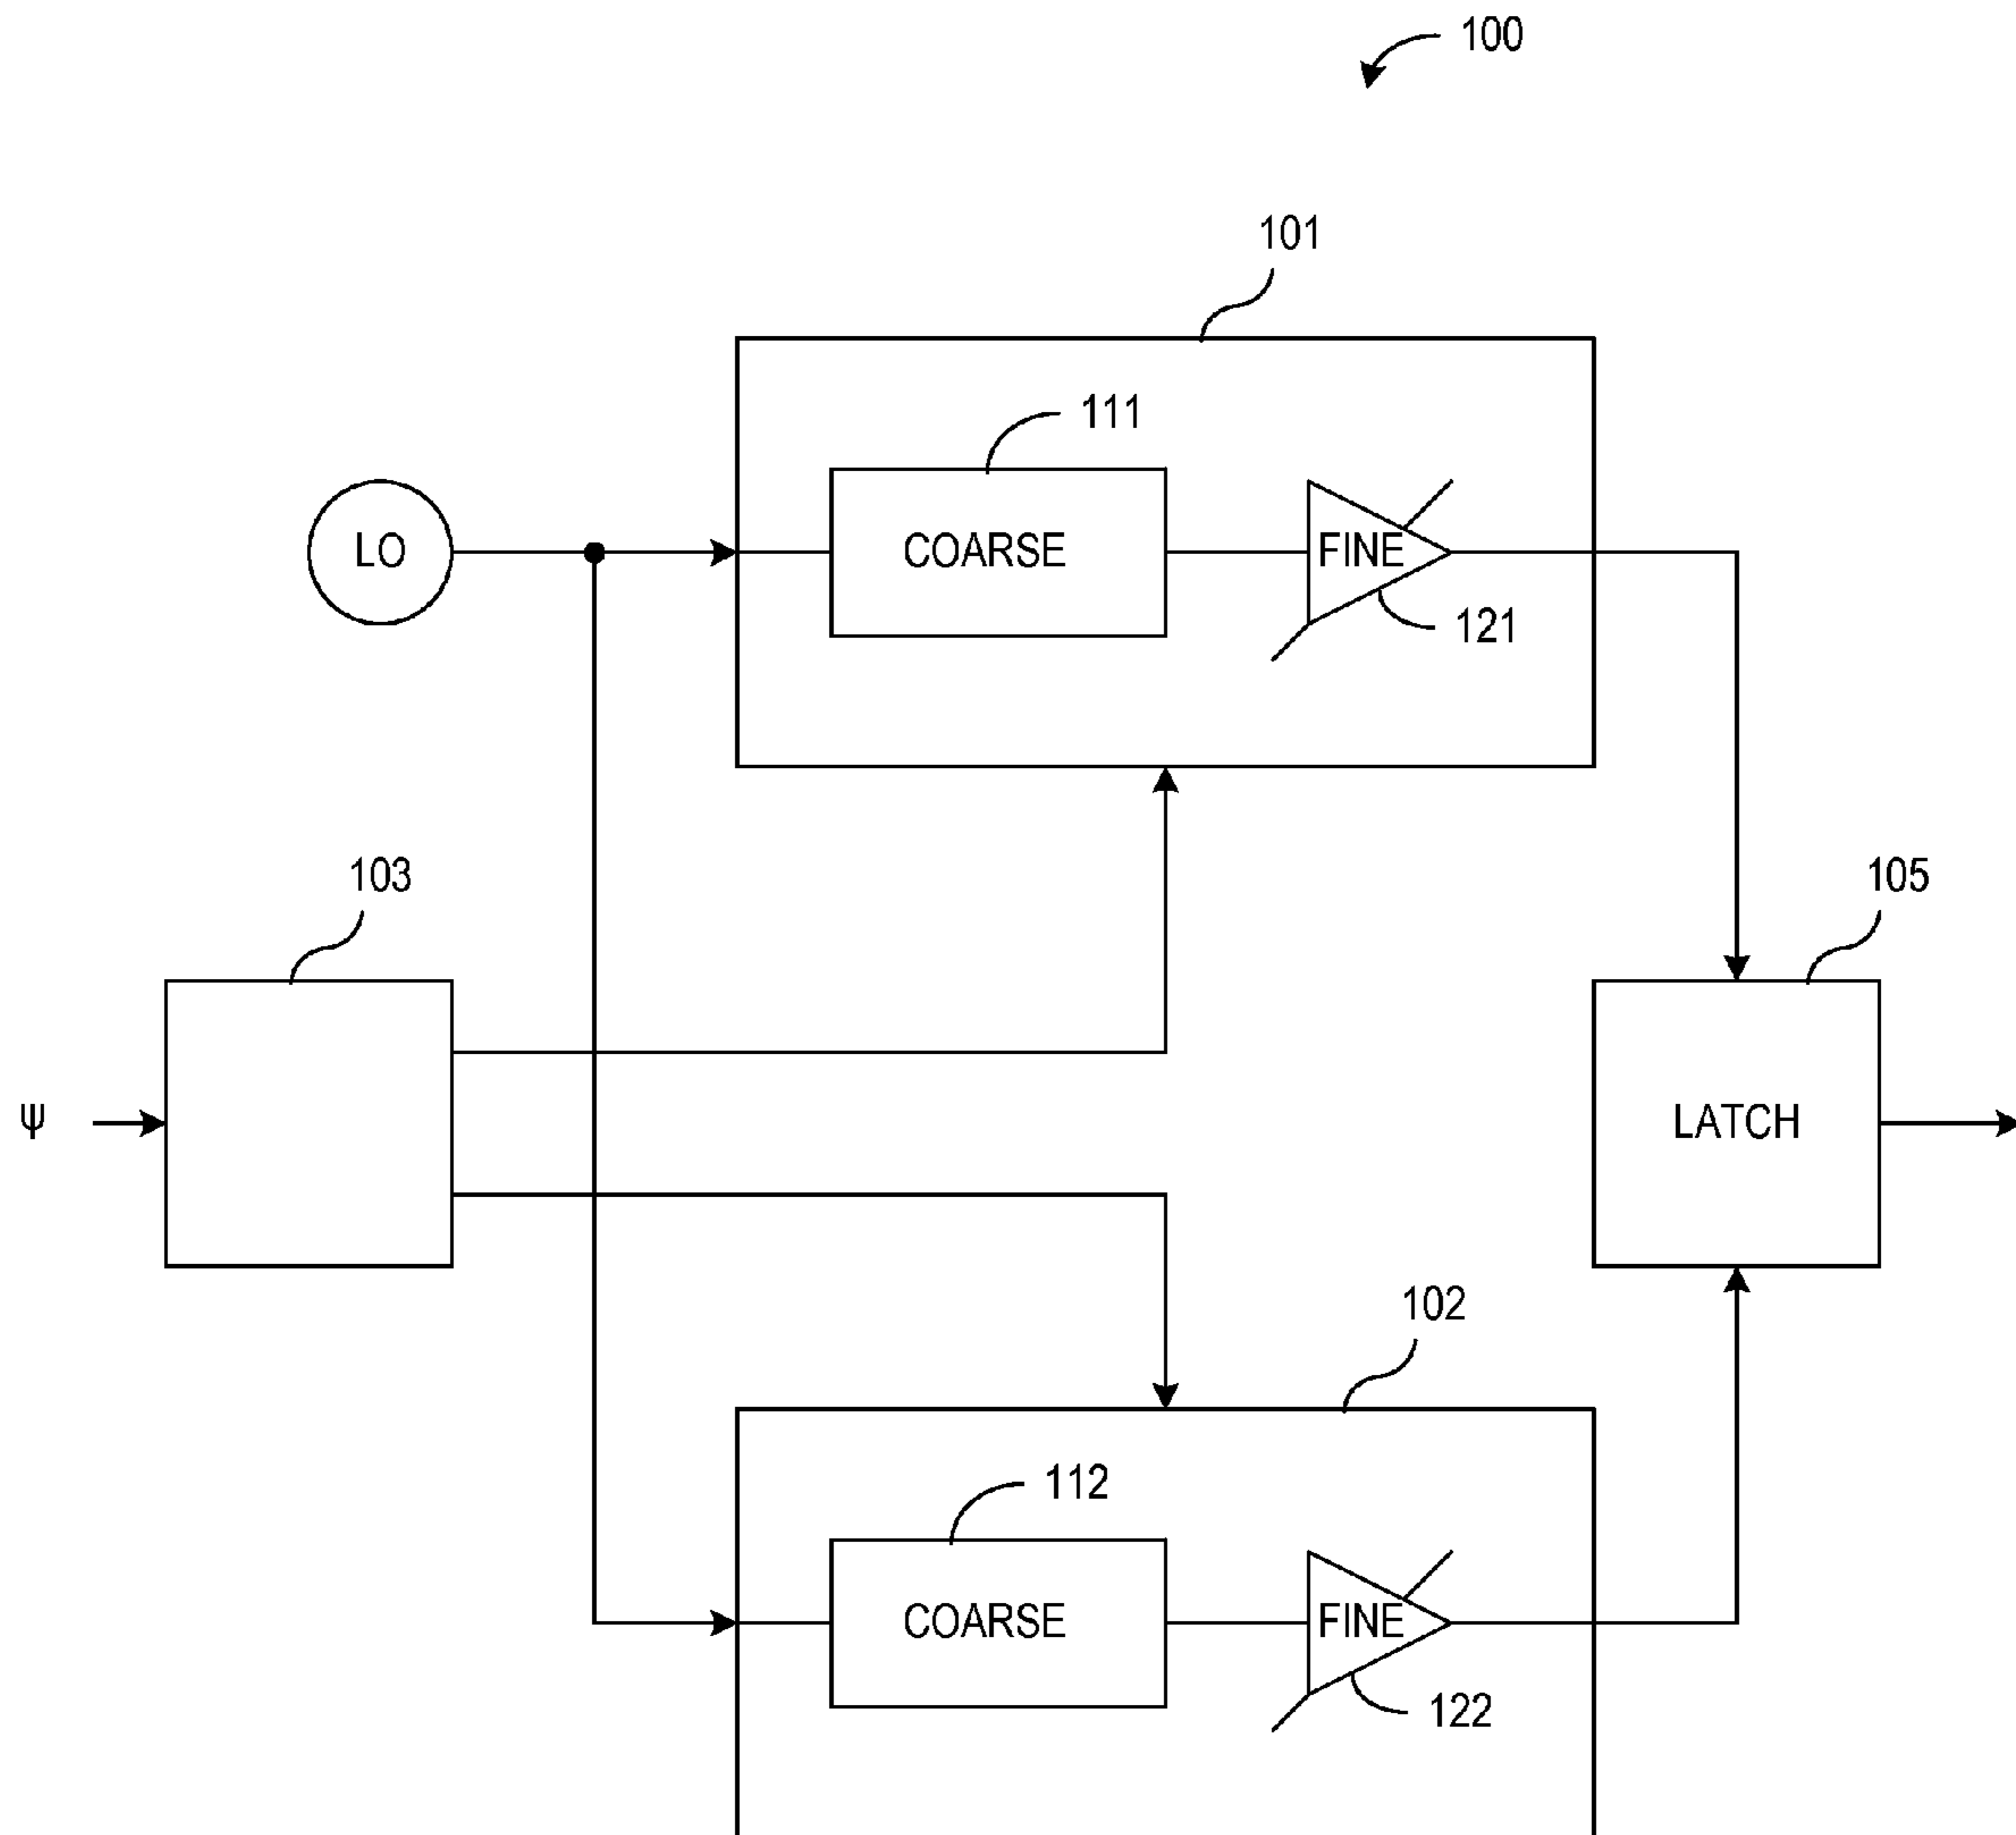 100
101
111
COARSE
FINE
121
LO
103
105
ψ
LATCH
102
112
COARSE
FINE
122